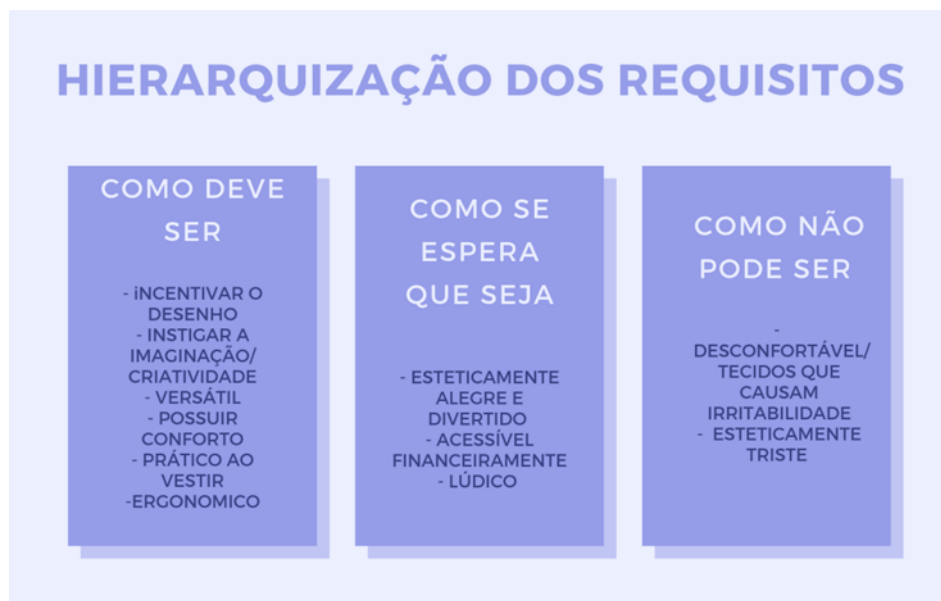 HIERARQUIZAÇÃO DOS REQUISITOS
COMO DEVE
SER
- iNCENTIVAR O
DESENHO
- INSTIGAR A
IMAGINAÇÃO/
CRIATIVIDADE
- VERSÁTIL
- POSSUIR
CONFORTO
- PRÁTICO AO
VESTIR
-ERGONOMICO
COMO SE
ESPERA
QUE SEJA
- ESTETICAMENTE
ALEGRE E
DIVERTIDO
- ACESSÍVEL
FINANCEIRAMENTE
- LÚDICO
COMO NÃO
PODE SER
-
DESCONFORTÁVEL/
TECIDOS QUE
CAUSAM
IRRITABILIDADE
- ESTETICAMENTE
TRISTE